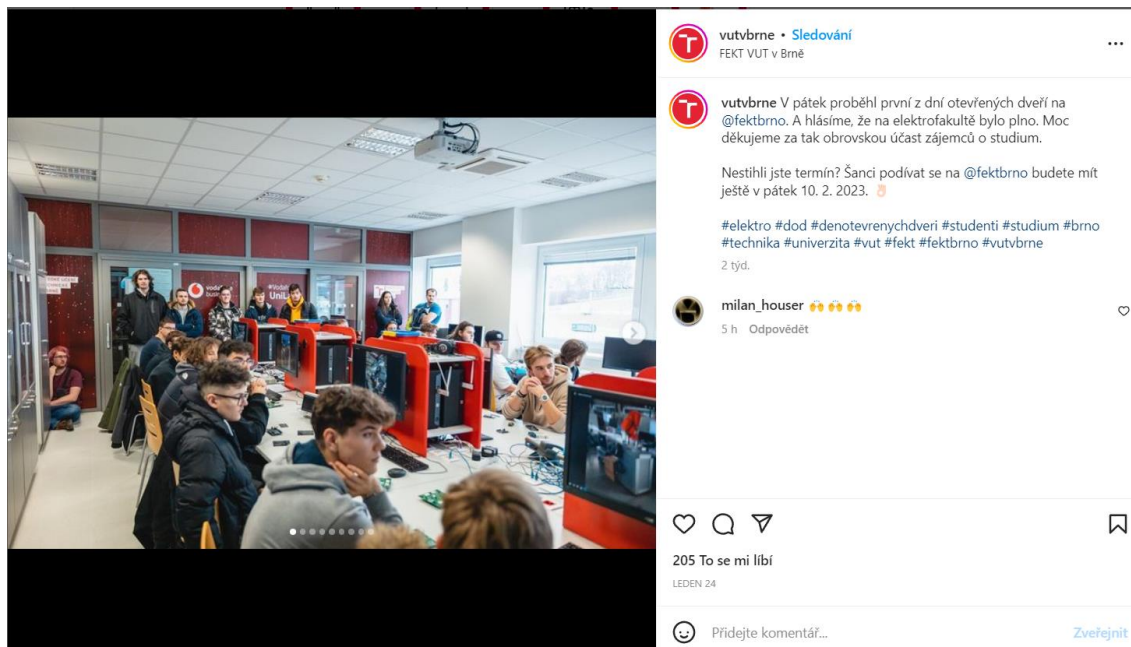 vutvbrne • Sledování
FEKT VUT v Brně
vutvbrne V pátek proběhl první z dní otevřených dveří na
@fektbrno. A hlásíme, že na elektrofakultě bylo plno. Moc
děkujeme za tak obrovskou účast zájemců o studium.
Nestihli jste termín? Šanci podívat se na @fektbrno budete mít
ještě v pátek 10. 2. 2023. 👌🏻
#elektro #dod #denotevrenychdveri #studenti #studium #brno
#technika #univerzita #vut #fekt #fektbrno #vutvbrne
2 týd.
milan_houser 🙌 🙌 🙌
5 h Odpovědět
205 To se mi líbí
LEDEN 24
Přidejte komentář...
Zveřejnit
vodafone